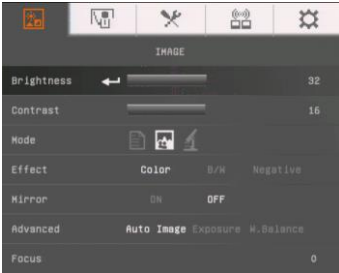 IMAGE
Brightness 32
Contrast 16
Mode
Effect Color B/W Negative
Mirror ON OFF
Advanced Auto Image Exposure W.Balance
Focus 0